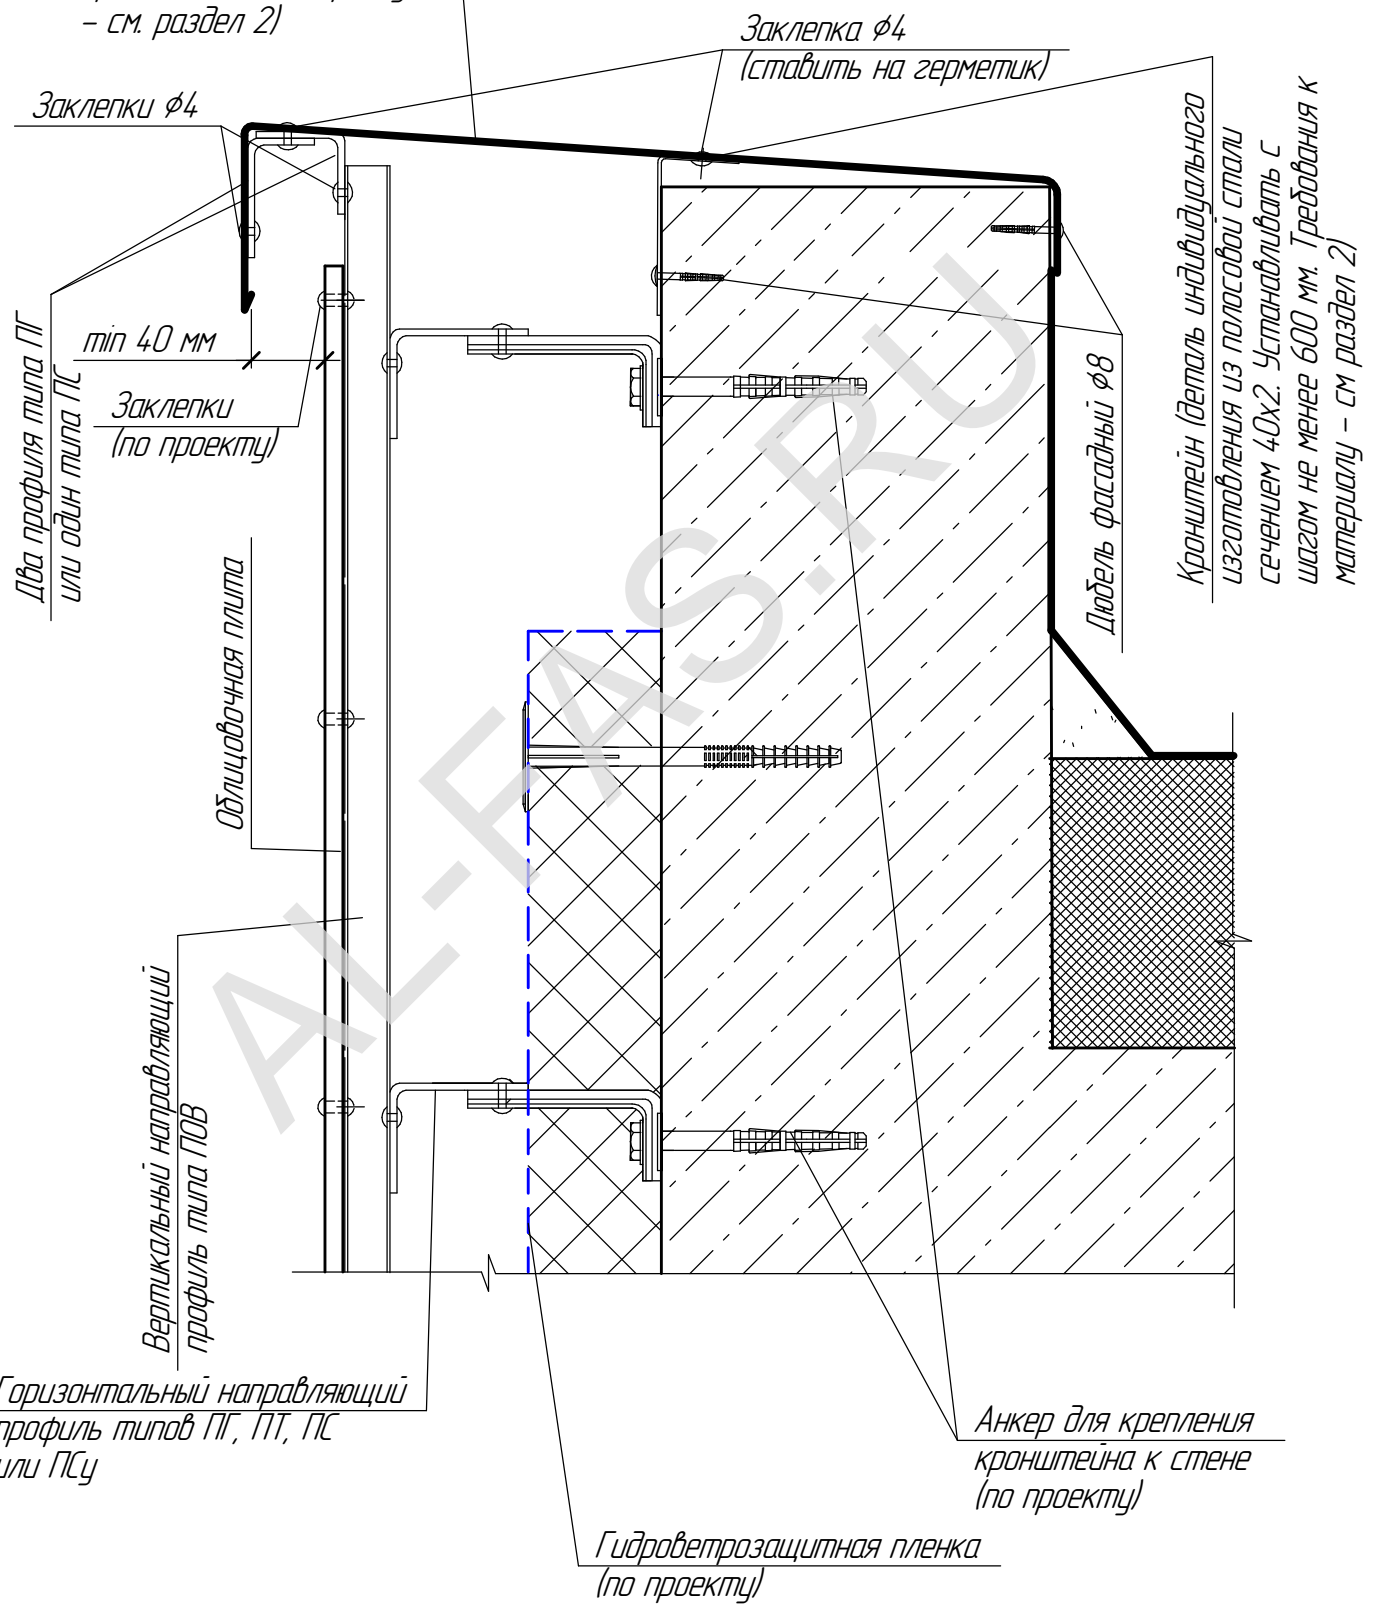 – см. раздел 2)
Заклепка ϕ4
(ставить на герметик)
Заклепки ϕ4
Кронштейн (деталь индивидуального
изготовления из полосовой стали
сечением 40х2. Устанавливать с
шагом не менее 600 мм. Требования к
материалу – см раздел 2)
min 40 мм
Два профиля типа ПГ
или один типа ПС
Заклепки
(по проекту)
Дюбель фасадный ϕ8
Облицовочная плита
AL-FAS.RU
Вертикальный направляющий
профиль типа ПОВ
Горизонтальный направляющий
профиль типов ПГ, ПТ, ПС
или ПСу
Анкер для крепления
кронштейна к стене
(по проекту)
Гидроветрозащитная пленка
(по проекту)